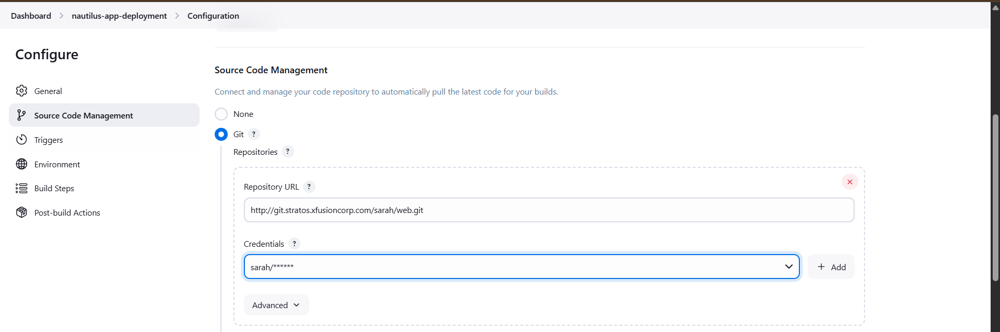 Dashboard > nautilus-app-deployment > Configuration
Configure
General
Source Code Management
Triggers
Environment
Build Steps
Post-build Actions
Source Code Management
Connect and manage your code repository to automatically pull the latest code for your builds.
None
Git ?
Repositories ?
Repository URL ?
http://git.stratos.xfusioncorp.com/sarah/web.git
Credentials ?
sarah/******
+ Add
Advanced